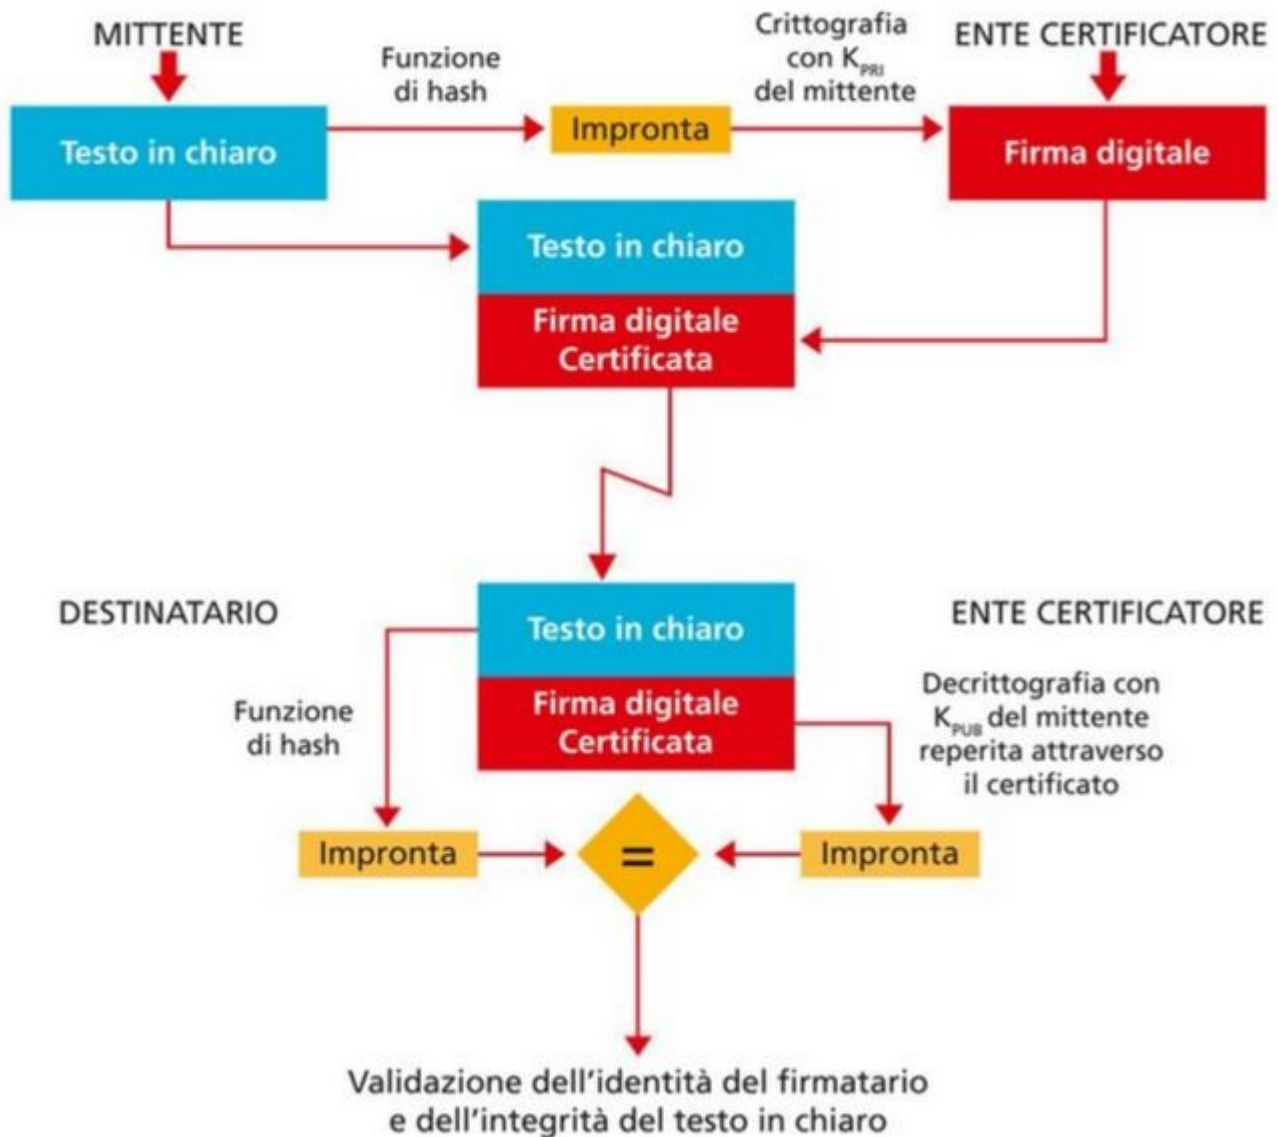 MITTENTE
Funzione
di hash
Crittografia
con K_PRI
del mittente
ENTE CERTIFICATORE
Testo in chiaro
Impronta
Firma digitale
Testo in chiaro
Firma digitale
Certificata
DESTINATARIO
ENTE CERTIFICATORE
Testo in chiaro
Firma digitale
Certificata
Funzione
di hash
Decrittografia con
K_PUB del mittente
reperita attraverso
il certificato
Impronta
=
Impronta
Validazione dell'identità del firmatario
e dell'integrità del testo in chiaro